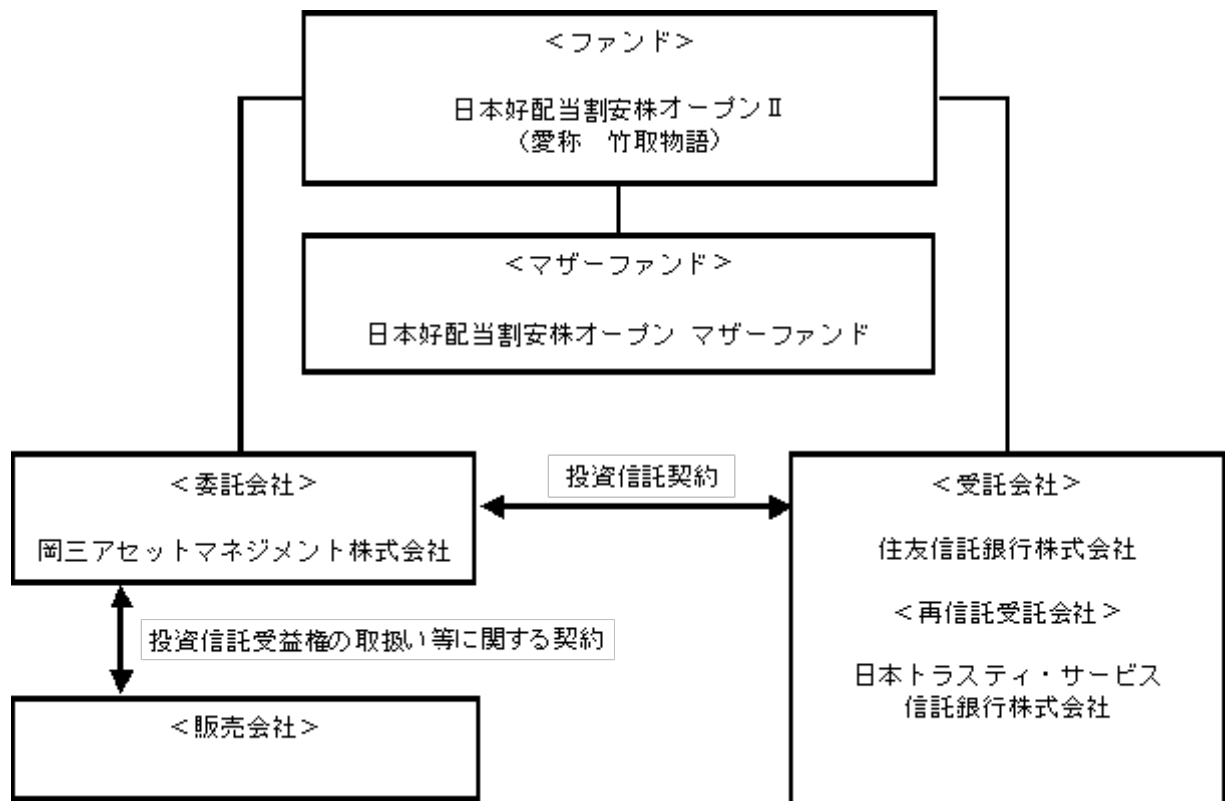 ＜ファンド＞
日本好配当割安株オープンⅡ
（愛称　竹取物語）
＜マザーファンド＞
日本好配当割安株オープン マザーファンド
＜委託会社＞
岡三アセットマネジメント株式会社
投資信託契約
＜受託会社＞
住友信託銀行株式会社
＜再信託受託会社＞
日本トラスティ・サービス
信託銀行株式会社
投資信託受益権の取扱い等に関する契約
＜販売会社＞